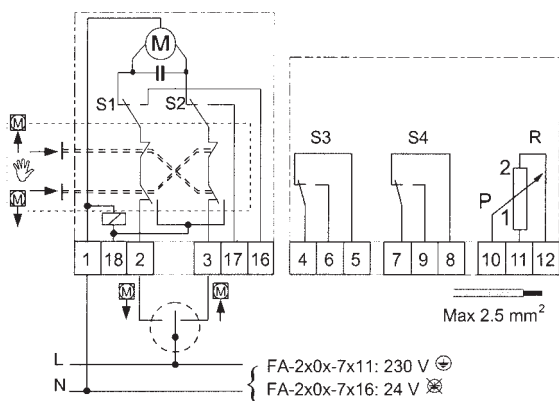 M
S1 S2
M
M
S3 S4 R
2
P
1
1 18 2 3 17 16 4 6 5 7 9 8 10 11 12
M M
Max 2.5 mm²
L
FA-2x0x-7x11: 230 V
N
FA-2x0x-7x16: 24 V